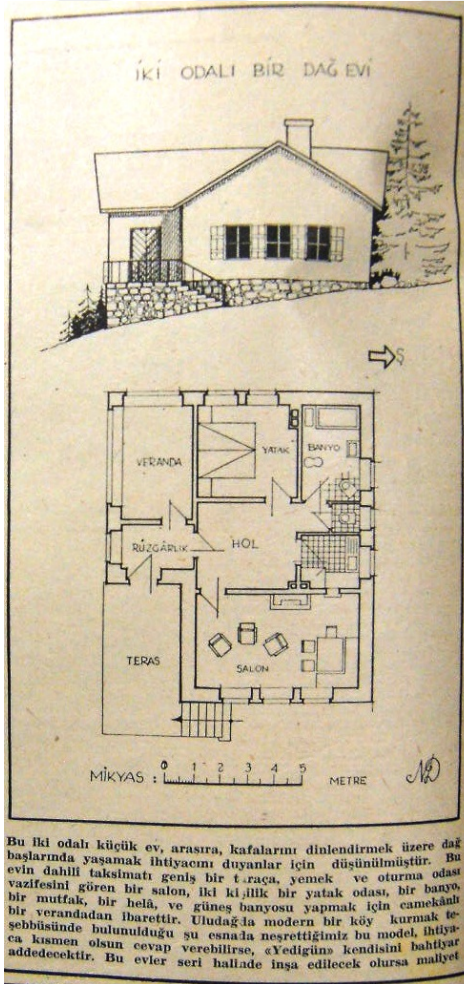 İKİ ODALI BİR DAĞ EVİ
Ş
VERANDA
YATAK
BANYO
RÜZGÂRLIK
HOL
TERAS
SALON
MİKYAS : 0 1 2 3 4 5 METRE
Bu iki odalı küçük ev, arasıra, kafalarını dinlendirmek üzere dağ
başlarında yaşamak ihtiyacını duyanlar için düşünülmüştür. Bu
evin dahili taksimatı geniş bir taraça, yemek ve oturma odası
vazifesini gören bir salon, iki kişilik bir yatak odası, bir banyo,
bir mutfak, bir helâ, ve güneş banyosu yapmak için camekânlı
bir verandadan ibarettir. Uludağda modern bir köy kurmak te-
şebbüsünde bulunulduğu şu esnada neşrettiğimiz bu model, ihtiya-
ca kısmen olsun cevap verebilirse, «Yedigün» kendisini bahtiyar
addedecektir. Bu evler seri halinde inşa edilecek olursa maliyet